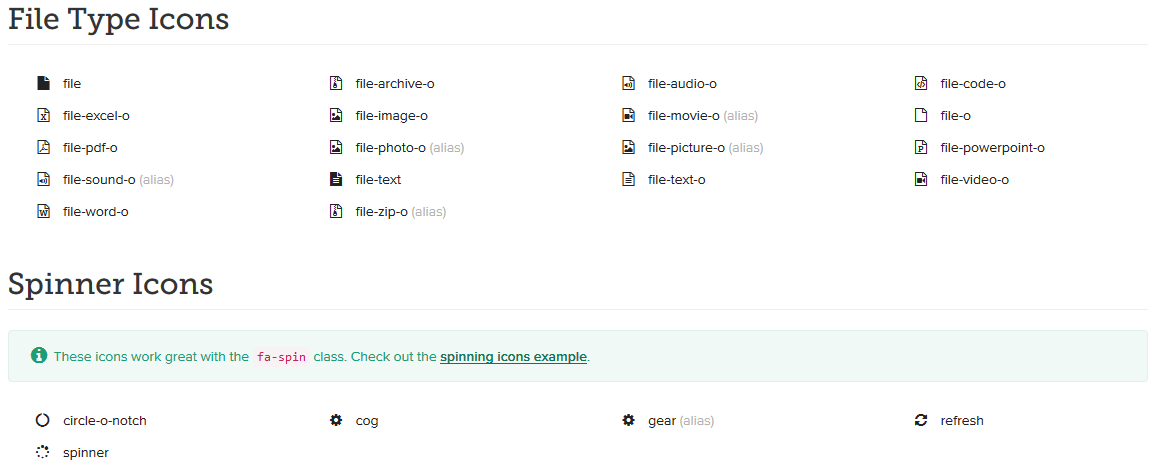 File Type Icons
file file-archive-o file-audio-o file-code-o
file-excel-o file-image-o file-movie-o (alias) file-o
file-pdf-o file-photo-o (alias) file-picture-o (alias) file-powerpoint-o
file-sound-o (alias) file-text file-text-o file-video-o
file-word-o file-zip-o (alias)
Spinner Icons
These icons work great with the fa-spin class. Check out the spinning icons example.
circle-o-notch cog gear (alias) refresh
spinner